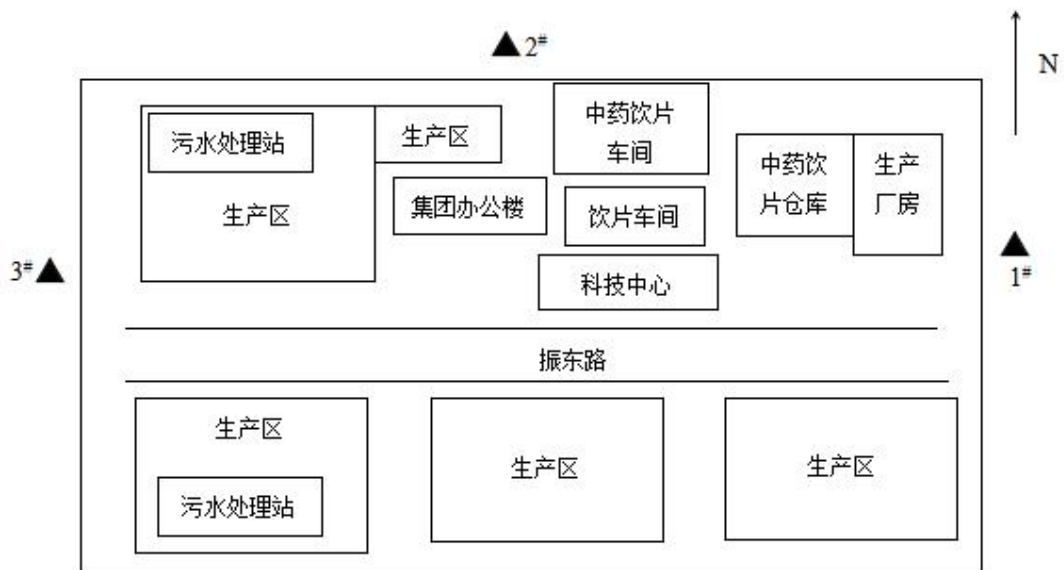 ▲2#
N
污水处理站
生产区
中药饮片
车间
中药饮
片仓库
生产
厂房
生产区
集团办公楼
饮片车间
3#▲
▲
1#
科技中心
振东路
生产区
生产区
生产区
污水处理站